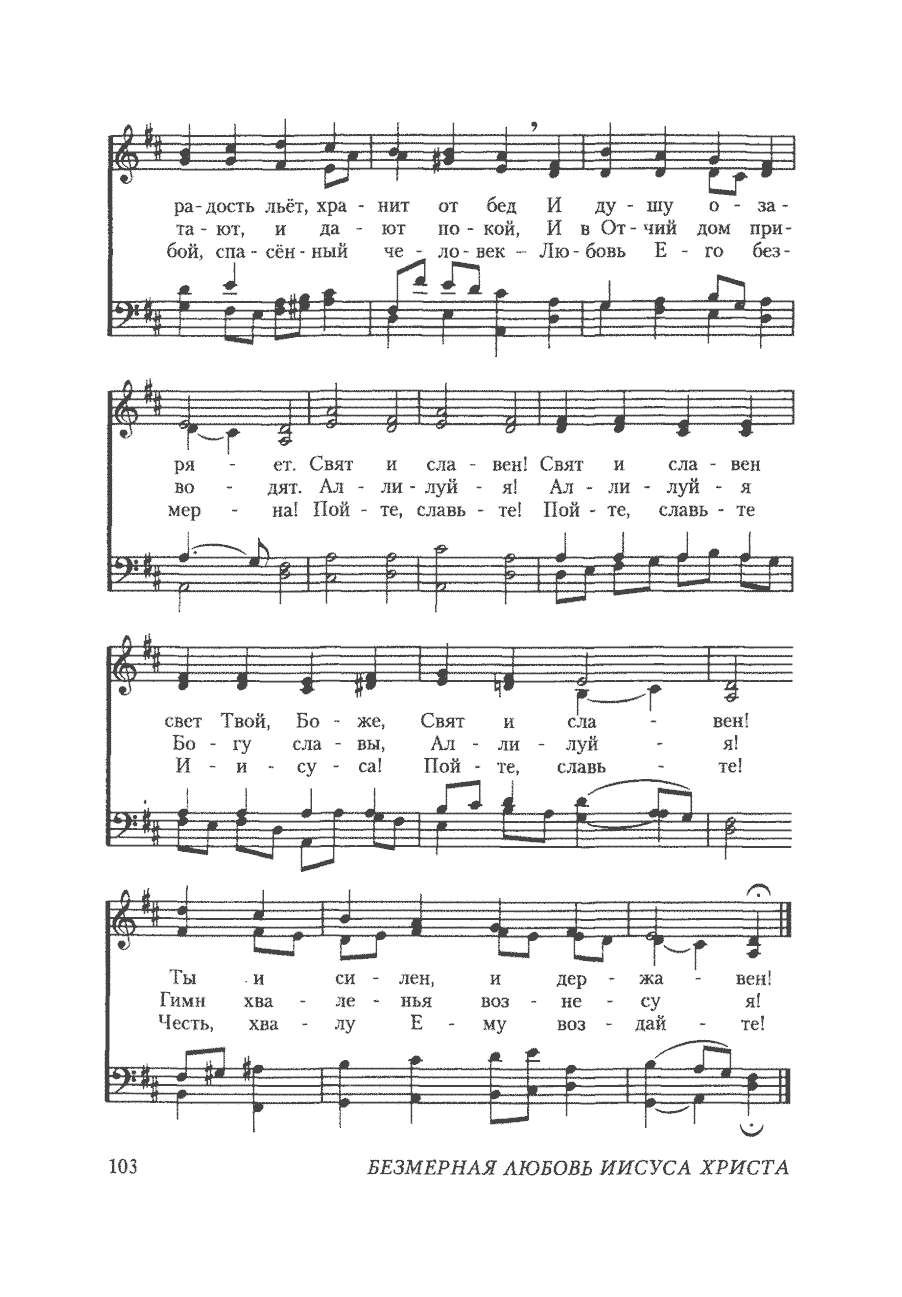 ра- дость льёт, хра - нит от бед И ду - шу о - за -
та - ют, и да - ют по - кой, И в От - чий дом при-
бой, спа - сён - ный че - ло - век – Лю - бовь Е - го без-
ря - ет. Свят и сла - вен! Свят и сла - вен
во - дят. Ал - ли - луй - я! Ал - ли - луй - я
мер - на! Пой - те, славь - те! Пой - те, славь - те
свет Твой, Бо - же, Свят и сла - вен!
Бо - гу сла - вы, Ал - ли - луй - я!
И - и - су - са! Пой - те, славь - те!
Ты и си - лен, и дер - жа - вен!
Гимн хва - ле - нья воз - не - су я!
Честь, хва - лу Е - му воз - дай - те!
103 БЕЗМЕРНАЯ ЛЮБОВЬ ИИСУСА ХРИСТА